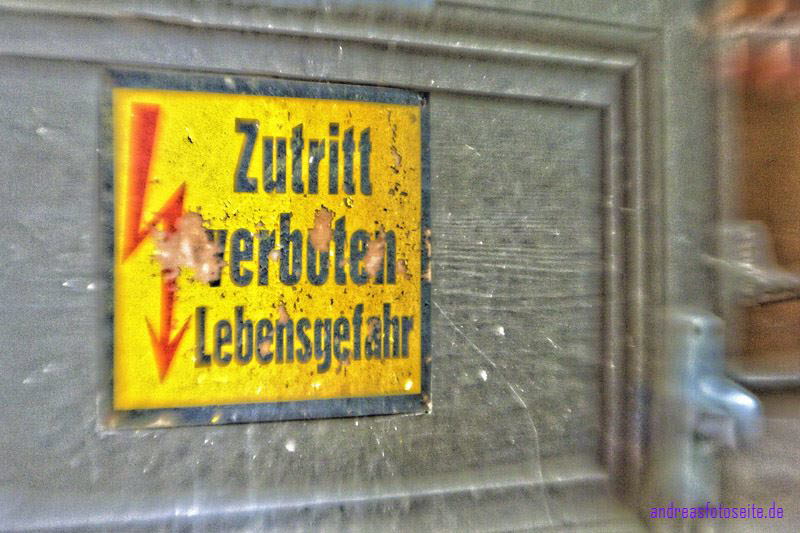 Zutritt
verboten
Lebensgefahr
andreasfotoseite.de